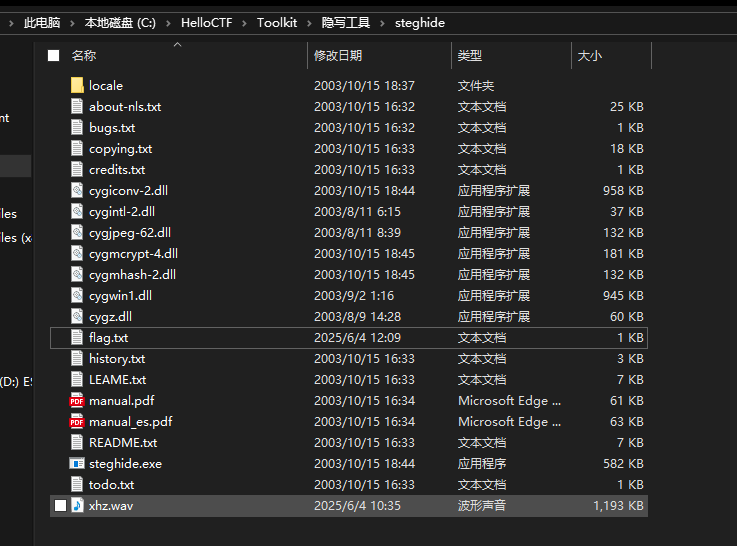 此电脑 › 本地磁盘 (C:) › HelloCTF › Toolkit › 隐写工具 › steghide
名称 修改日期 类型 大小
locale 2003/10/15 18:37 文件夹
about-nls.txt 2003/10/15 16:32 文本文档 25 KB
bugs.txt 2003/10/15 16:32 文本文档 1 KB
copying.txt 2003/10/15 16:33 文本文档 18 KB
credits.txt 2003/10/15 16:33 文本文档 1 KB
cygiconv-2.dll 2003/10/15 18:44 应用程序扩展 958 KB
cygintl-2.dll 2003/8/11 6:15 应用程序扩展 37 KB
cygjpeg-62.dll 2003/8/11 8:39 应用程序扩展 132 KB
cygmcrypt-4.dll 2003/10/15 18:45 应用程序扩展 181 KB
cygmhash-2.dll 2003/10/15 18:45 应用程序扩展 132 KB
cygwin1.dll 2003/9/2 1:16 应用程序扩展 945 KB
cygz.dll 2003/8/9 14:28 应用程序扩展 60 KB
flag.txt 2025/6/4 12:09 文本文档 1 KB
history.txt 2003/10/15 16:33 文本文档 3 KB
LEAME.txt 2003/10/15 16:33 文本文档 7 KB
manual.pdf 2003/10/15 16:34 Microsoft Edge ... 61 KB
manual_es.pdf 2003/10/15 16:34 Microsoft Edge ... 63 KB
README.txt 2003/10/15 16:33 文本文档 7 KB
steghide.exe 2003/10/15 18:44 应用程序 582 KB
todo.txt 2003/10/15 16:33 文本文档 1 KB
xhz.wav 2025/6/4 10:35 波形声音 1,193 KB
nt
iles
iles (x
(D:) E